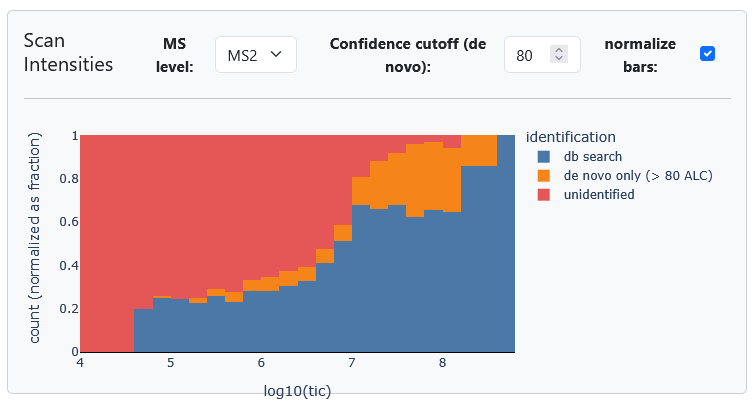 Scan Intensities
MS level:
MS2
Confidence cutoff (de novo):
80
normalize bars:
count (normalized as fraction)
1
0.8
0.6
0.4
0.2
0
4
5
6
7
8
log10(tic)
identification
db search
de novo only (> 80 ALC)
unidentified